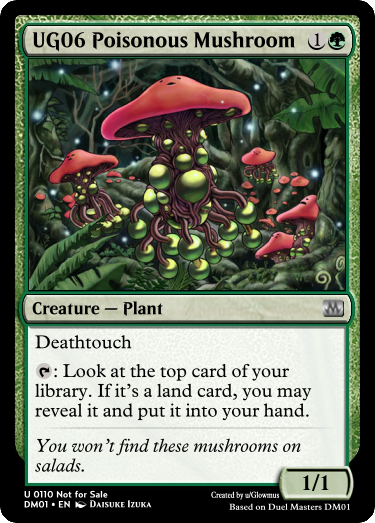 UG06 Poisonous Mushroom 1
Creature — Plant
Deathtouch
: Look at the top card of your
library. If it's a land card, you may
reveal it and put it into your hand.
You won't find these mushrooms on
salads.
1/1
U 0110 Not for Sale
DM01 • EN Daisuke Izuka
Created by u/Glowmus
Based on Duel Masters DM01